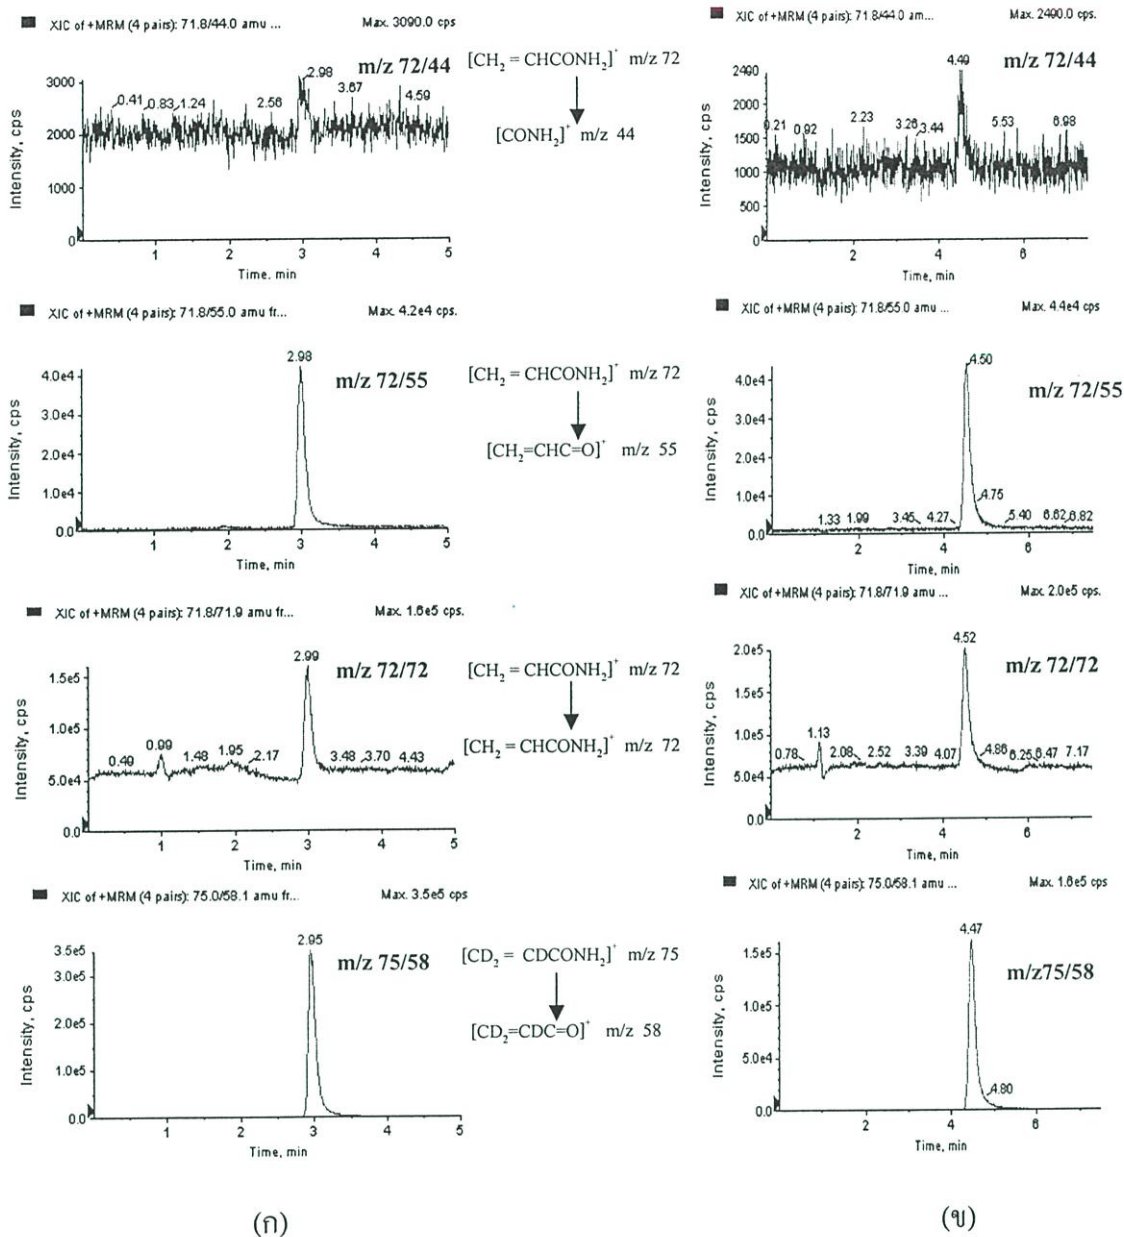 XIC of +MRM (4 pairs): 71.8/44.0 amu ... Max. 3090.0 cps
m/z 72/44
Intensity, cps
3000
2000
1000
0
0.41
0.83
1.24
2.56
2.98
3.67
4.59
1 2 3 4 5
Time, min
[CH₂ = CHCONH₂]⁺ m/z 72
[CONH₂]⁺ m/z 44
XIC of +MRM (4 pairs): 71.8/44.0 am... Max. 2490.0 cps.
m/z 72/44
Intensity, cps
2490
2000
1500
1000
500
0
0.21
0.92
2.23
3.26
3.44
4.49
5.53
6.98
2 4 6
Time, min
XIC of +MRM (4 pairs): 71.8/55.0 amu fr... Max. 4.2e4 cps.
m/z 72/55
Intensity, cps
4.0e4
3.0e4
2.0e4
1.0e4
0.0
2.98
1 2 3 4 5
Time, min
[CH₂ = CHCONH₂]⁺ m/z 72
[CH₂=CHC=O]⁺ m/z 55
XIC of +MRM (4 pairs): 71.8/55.0 amu ... Max. 4.4e4 cps
m/z 72/55
Intensity, cps
4.0e4
3.0e4
2.0e4
1.0e4
0.0
1.33
1.99
3.45
4.27
4.50
4.75
5.40
6.62
6.82
2 4 6
Time, min
XIC of +MRM (4 pairs): 71.8/71.9 amu fr... Max. 1.6e5 cps.
m/z 72/72
Intensity, cps
1.5e5
1.0e5
5.0e4
0.0
0.49
0.99
1.48
1.95
2.17
2.99
3.48
3.70
4.43
1 2 3 4 5
Time, min
[CH₂ = CHCONH₂]⁺ m/z 72
[CH₂ = CHCONH₂]⁺ m/z 72
XIC of +MRM (4 pairs): 71.8/71.9 amu ... Max. 2.0e5 cps
m/z 72/72
Intensity, cps
2.0e5
1.5e5
1.0e5
5.0e4
0.0
0.78
1.13
2.08
2.52
3.39
4.07
4.52
4.86
6.25
6.47
7.17
2 4 6
Time, min
XIC of +MRM (4 pairs): 75.0/58.1 amu fr... Max. 3.5e5 cps
m/z 75/58
Intensity, cps
3.5e5
3.0e5
2.0e5
1.0e5
0.0
2.95
1 2 3 4 5
Time, min
[CD₂ = CDCONH₂]⁺ m/z 75
[CD₂=CDC=O]⁺ m/z 58
XIC of +MRM (4 pairs): 75.0/58.1 amu ... Max. 1.6e5 cps
m/z75/58
Intensity, cps
1.5e5
1.0e5
5.0e4
0.0
4.47
4.80
2 4 6
Time, min
(ก)
(ข)